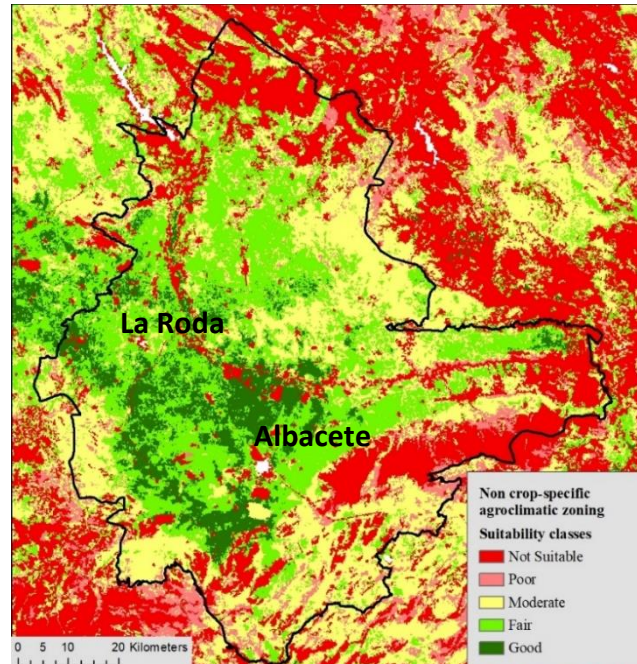 La Roda
Albacete
Non crop-specific
agroclimatic zoning
Suitability classes
Not Suitable
Poor
Moderate
Fair
Good
0 5 10 20 Kilometers